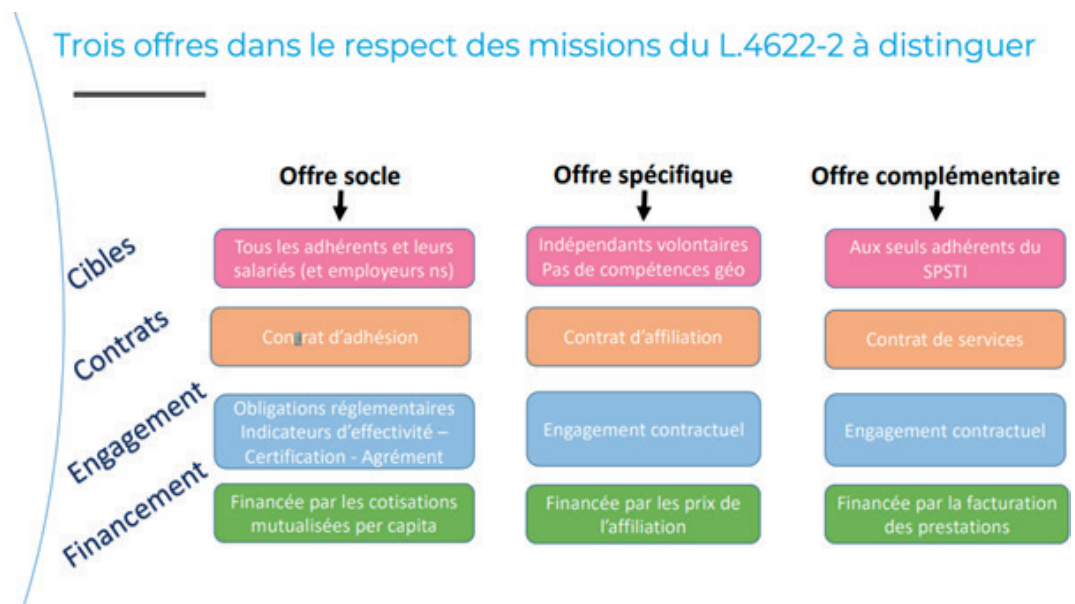 Trois offres dans le respect des missions du L.4622-2 à distinguer
Offre socle
Offre spécifique
Offre complémentaire
Cibles
Tous les adhérents et leurs
salariés (et employeurs ns)
Indépendants volontaires
Pas de compétences géo
Aux seuls adhérents du
SPSTI
Contrats
Contrat d’adhésion
Contrat d’affiliation
Contrat de services
Engagement
Obligations réglementaires
Indicateurs d’effectivité –
Certification - Agrément
Engagement contractuel
Engagement contractuel
Financement
Financée par les cotisations
mutualisées per capita
Financée par les prix de
l’affiliation
Financée par la facturation
des prestations